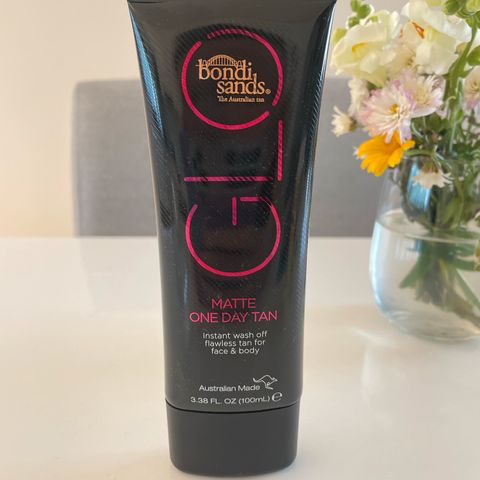 Bondi
sands®
The Australian tan
GLO
MATTE
ONE DAY TAN
Instant wash off
flawless tan for
face & body
Australian Made
3.38 FL. OZ (100mL) ℮